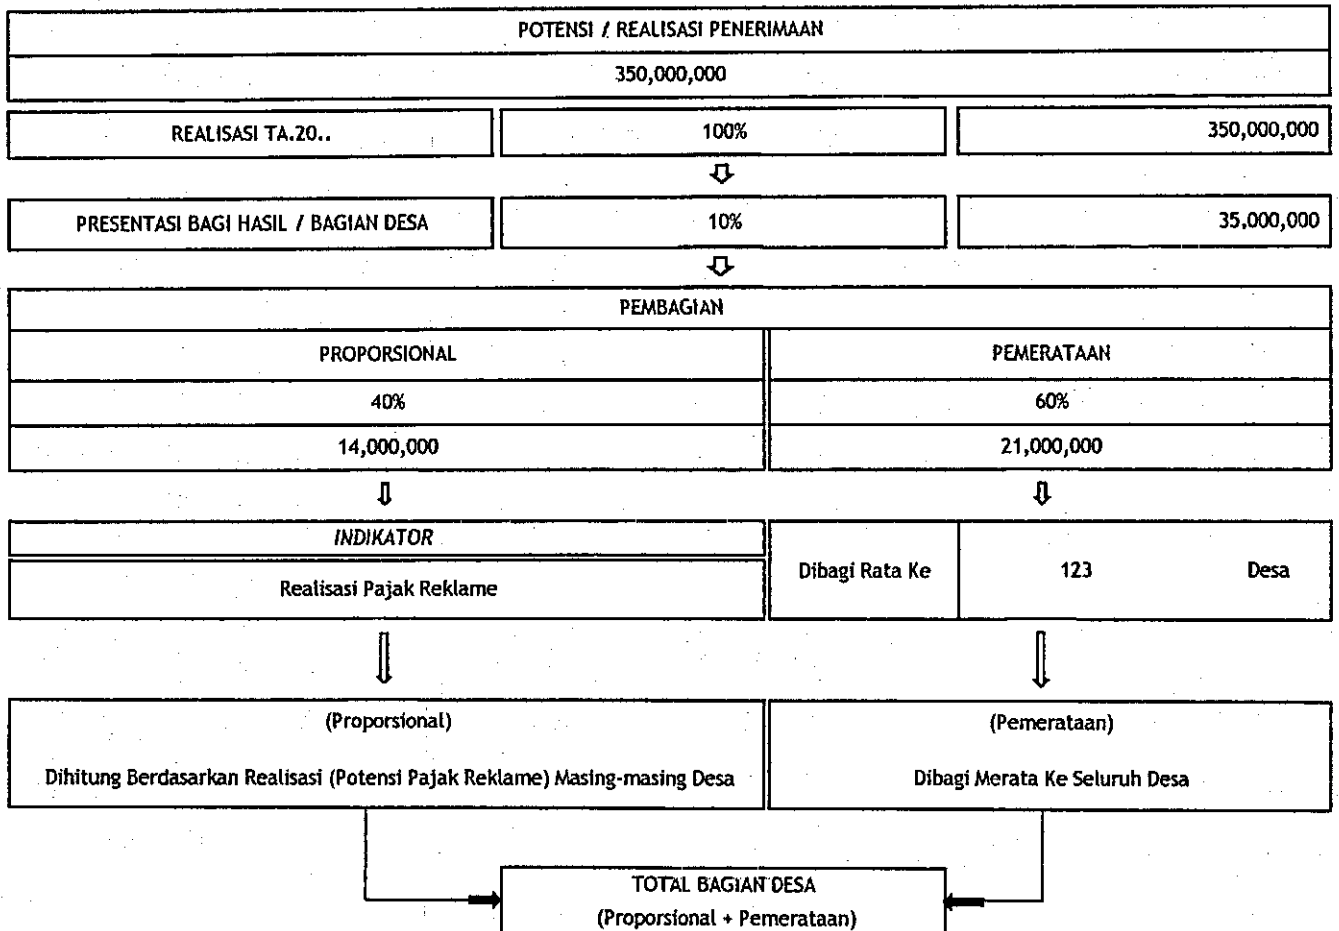 POTENSI / REALISASI PENERIMAAN
350,000,000
REALISASI TA.20.. 100% 350,000,000
PRESENTASI BAGI HASIL / BAGIAN DESA 10% 35,000,000
PEMBAGIAN
PROPORSIONAL PEMERATAAN
40% 60%
14,000,000 21,000,000
INDIKATOR
Realisasi Pajak Reklame
Dibagi Rata Ke 123 Desa
(Proporsional)
Dihitung Berdasarkan Realisasi (Potensi Pajak Reklame) Masing-masing Desa
(Pemerataan)
Dibagi Merata Ke Seluruh Desa
TOTAL BAGIAN DESA
(Proporsional + Pemerataan)